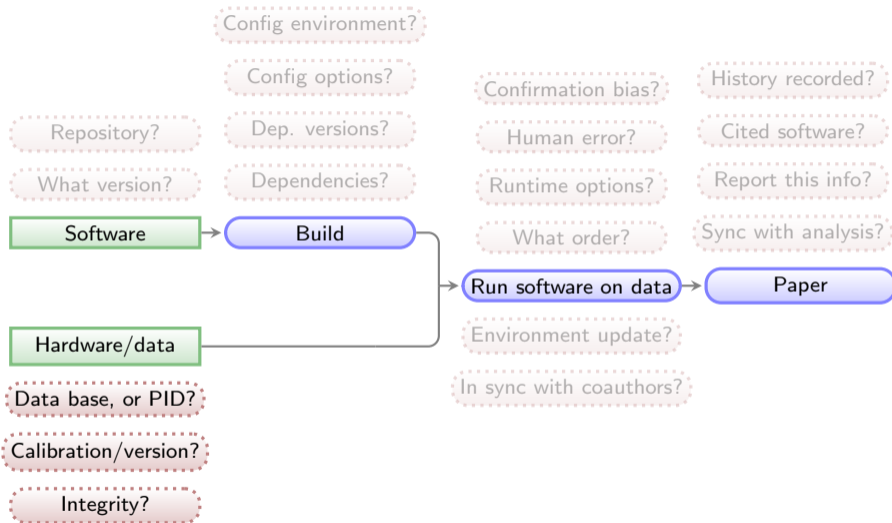 Config environment?
Config options?
Dep. versions?
Dependencies?
Repository?
What version?
Software
Build
Confirmation bias?
Human error?
Runtime options?
What order?
Run software on data
Environment update?
In sync with coauthors?
History recorded?
Cited software?
Report this info?
Sync with analysis?
Paper
Hardware/data
Data base, or PID?
Calibration/version?
Integrity?